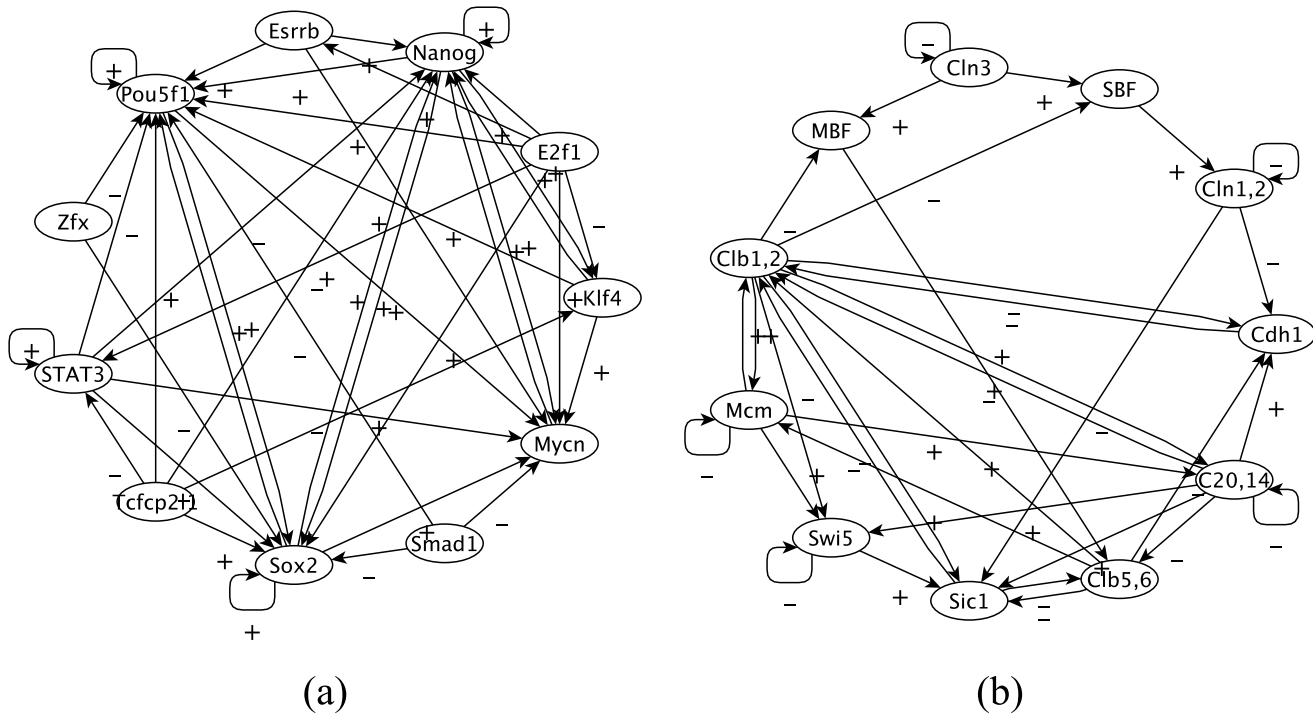 Esrrb
Nanog
Pou5f1
E2f1
Zfx
Klf4
STAT3
Mycn
Tcfcp2l1
Smad1
Sox2
(a)
Cln3
SBF
MBF
Cln1,2
Clb1,2
Cdh1
Mcm
C20,14
Swi5
Clb5,6
Sic1
(b)